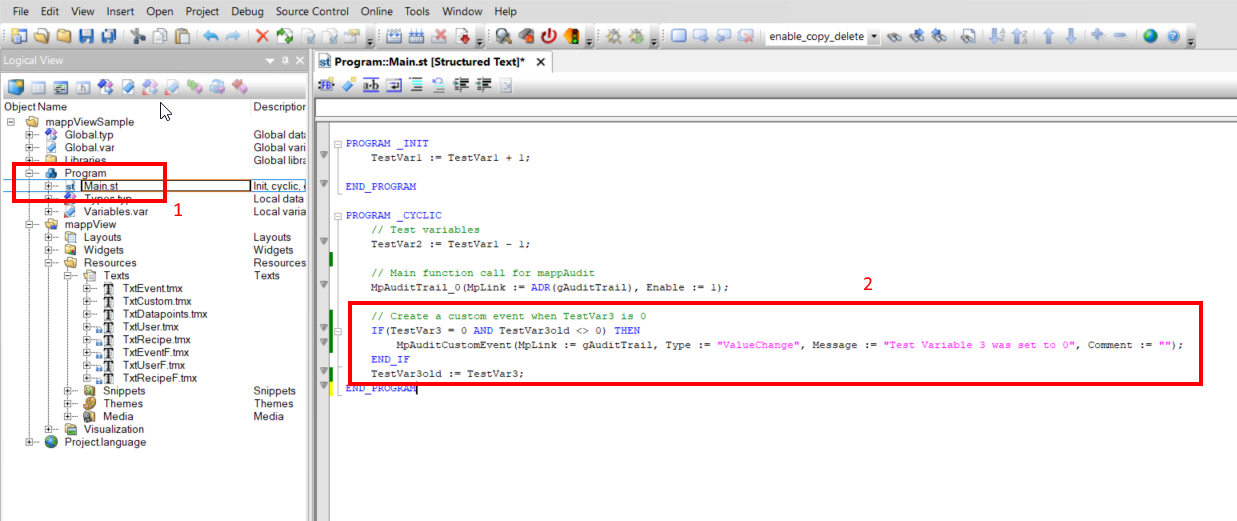 File Edit View Insert Open Project Debug Source Control Online Tools Window Help
enable_copy_delete
Logical View
Program::Main.st [Structured Text]*
Object Name Description
mappViewSample
Global.typ Global data
Global.var Global vari
Libraries Global libra
Program
Main.st Init, cyclic,
1
Types.typ Local data
Variables.var Local varia
mappView
Layouts Layouts
Widgets Widgets
Resources Resources
Texts Texts
TxtEvent.tmx
TxtCustom.tmx
TxtDatapoints.tmx
TxtUser.tmx
TxtRecipe.tmx
TxtEventF.tmx
TxtUserF.tmx
TxtRecipeF.tmx
Snippets Snippets
Themes Themes
Media Media
Visualization
Project.language
PROGRAM _INIT
TestVar1 := TestVar1 + 1;
END_PROGRAM
PROGRAM _CYCLIC
// Test variables
TestVar2 := TestVar1 - 1;
// Main function call for mappAudit
MpAuditTrail_0(MpLink := ADR(gAuditTrail), Enable := 1);
2
// Create a custom event when TestVar3 is 0
IF(TestVar3 = 0 AND TestVar3old <> 0) THEN
MpAuditCustomEvent(MpLink := gAuditTrail, Type := "ValueChange", Message := "Test Variable 3 was set to 0", Comment := "");
END_IF
TestVar3old := TestVar3;
END_PROGRAM